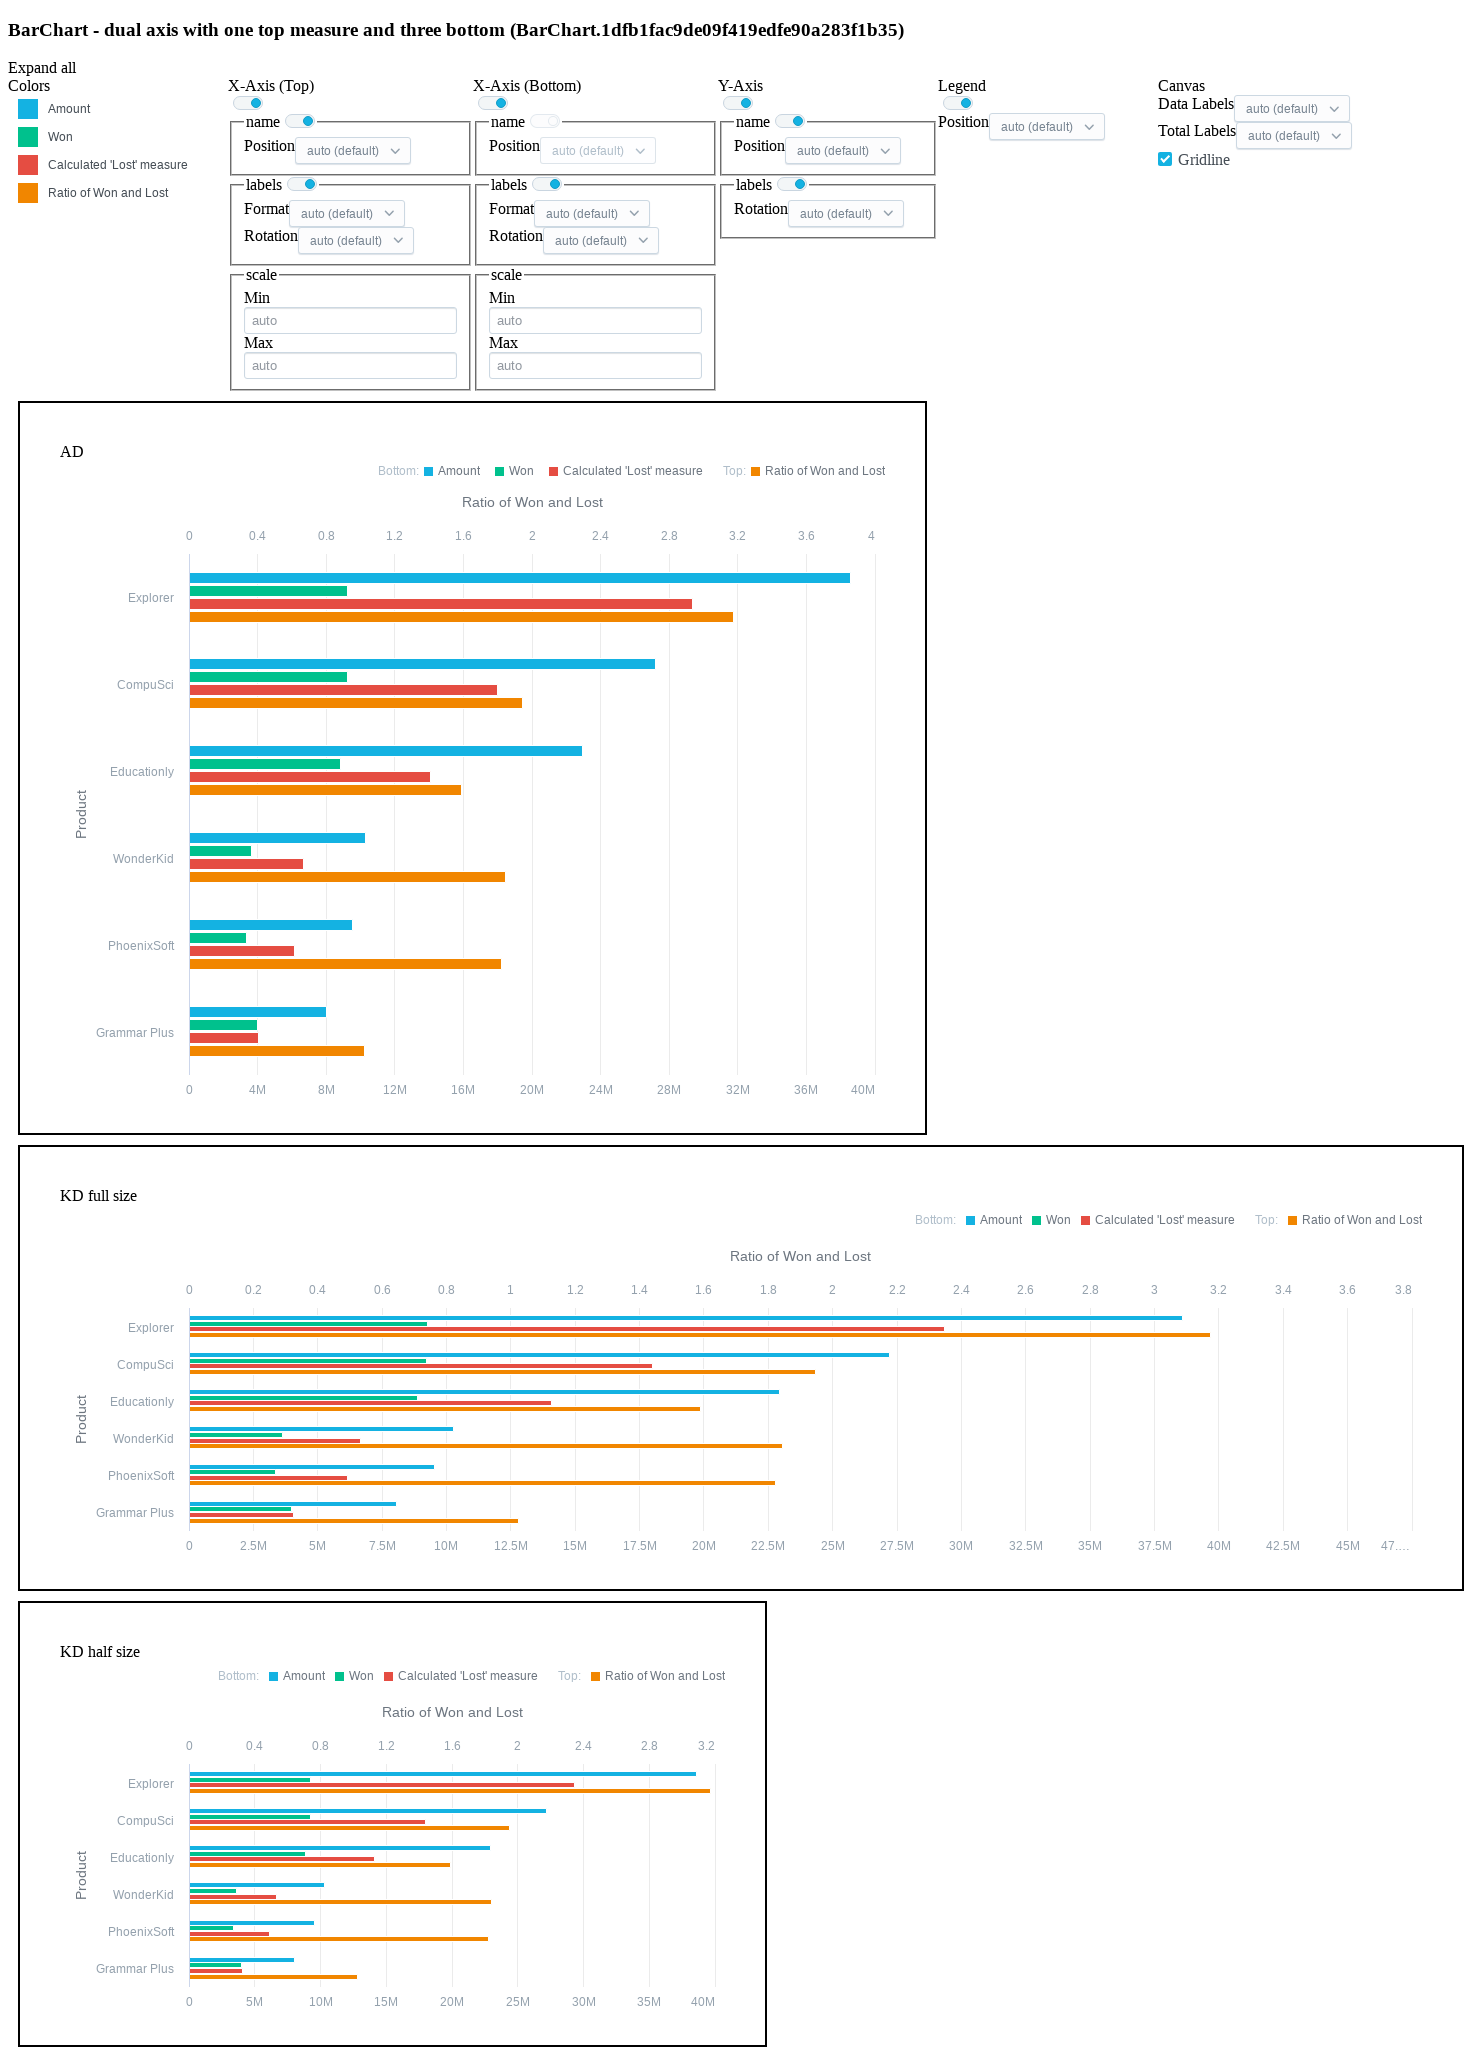 BarChart - dual axis with one top measure and three bottom (BarChart.1dfb1fac9de09f419edfe90a283f1b35)
Expand all
Colors
Amount
Won
Calculated 'Lost' measure
Ratio of Won and Lost
X-Axis (Top)
name
Position auto (default)
labels
Format auto (default)
Rotation auto (default)
scale
Min
auto
Max
auto
X-Axis (Bottom)
name
Position auto (default)
labels
Format auto (default)
Rotation auto (default)
scale
Min
auto
Max
auto
Y-Axis
name
Position auto (default)
labels
Rotation auto (default)
Legend
Position auto (default)
Canvas
Data Labels auto (default)
Total Labels auto (default)
Gridline
AD
Bottom: Amount Won Calculated 'Lost' measure Top: Ratio of Won and Lost
Ratio of Won and Lost
0 0.4 0.8 1.2 1.6 2 2.4 2.8 3.2 3.6 4
Product
Explorer
CompuSci
Educationly
WonderKid
PhoenixSoft
Grammar Plus
0 4M 8M 12M 16M 20M 24M 28M 32M 36M 40M
KD full size
Bottom: Amount Won Calculated 'Lost' measure Top: Ratio of Won and Lost
Ratio of Won and Lost
0 0.2 0.4 0.6 0.8 1 1.2 1.4 1.6 1.8 2 2.2 2.4 2.6 2.8 3 3.2 3.4 3.6 3.8
Product
Explorer
CompuSci
Educationly
WonderKid
PhoenixSoft
Grammar Plus
0 2.5M 5M 7.5M 10M 12.5M 15M 17.5M 20M 22.5M 25M 27.5M 30M 32.5M 35M 37.5M 40M 42.5M 45M 47....
KD half size
Bottom: Amount Won Calculated 'Lost' measure Top: Ratio of Won and Lost
Ratio of Won and Lost
0 0.4 0.8 1.2 1.6 2 2.4 2.8 3.2
Product
Explorer
CompuSci
Educationly
WonderKid
PhoenixSoft
Grammar Plus
0 5M 10M 15M 20M 25M 30M 35M 40M